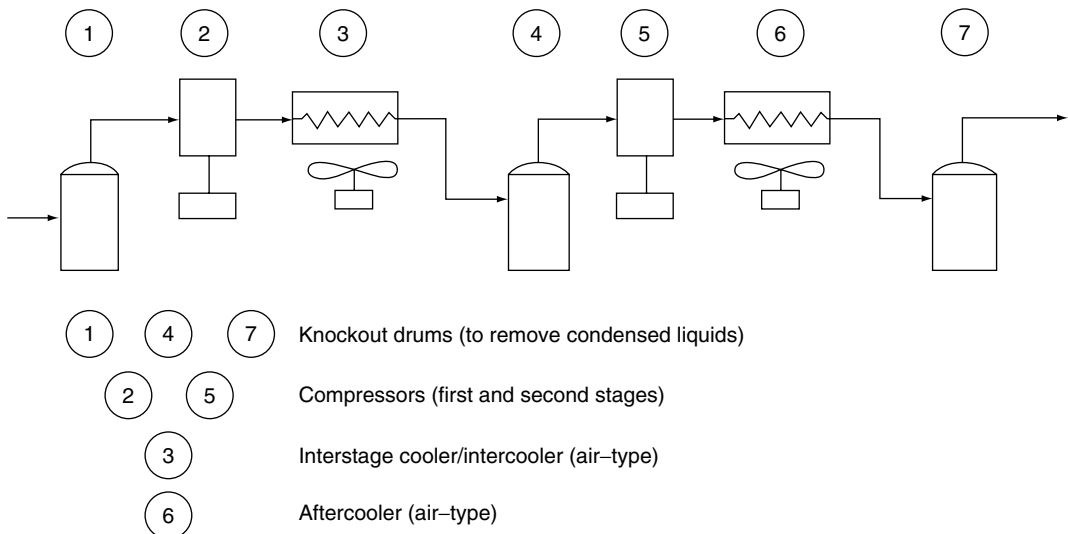 1 2 3 4 5 6 7
1 4 7 Knockout drums (to remove condensed liquids)
2 5 Compressors (first and second stages)
3 Interstage cooler/intercooler (air–type)
6 Aftercooler (air–type)